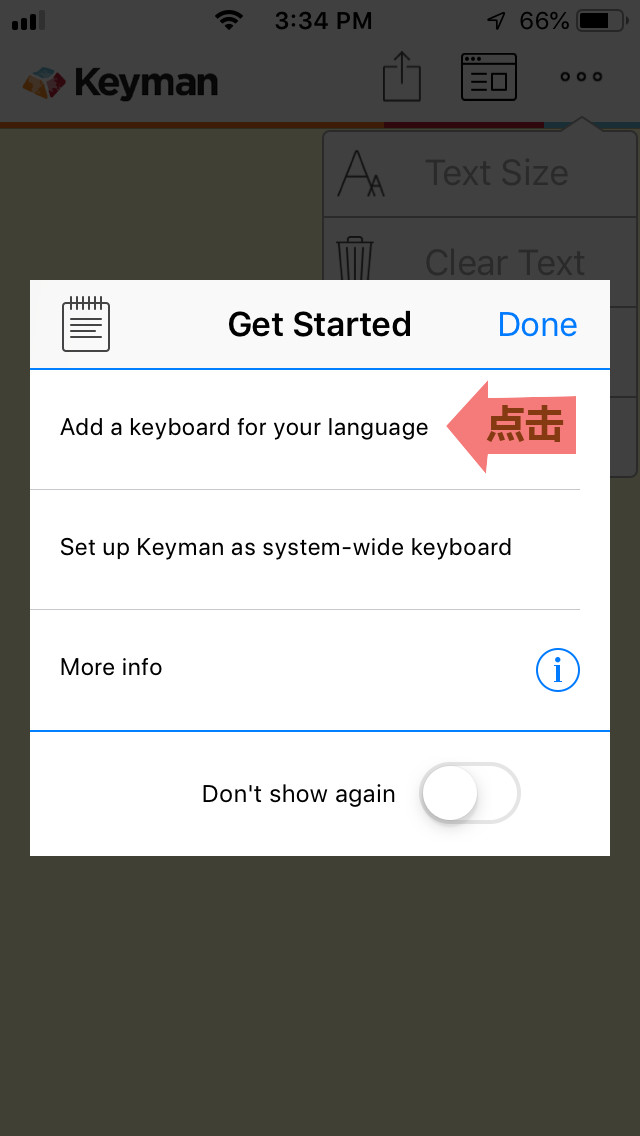 3:34 PM
66%
Keyman
Text Size
Clear Text
Get Started
Done
Add a keyboard for your language
点击
Set up Keyman as system-wide keyboard
More info
i
Don't show again